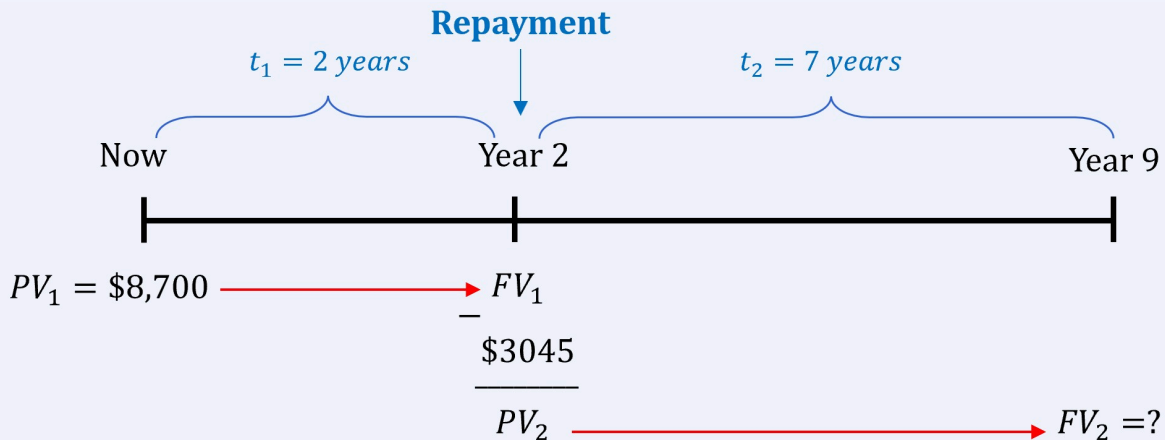 Repayment
t₁ = 2 years
t₂ = 7 years
Now
Year 2
Year 9
PV₁ = $8,700
FV₁
−
$3045
PV₂
FV₂ =?